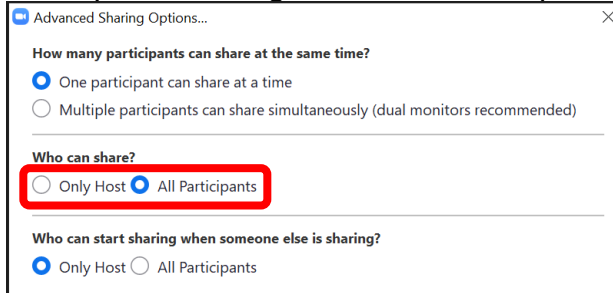 Advanced Sharing Options...
How many participants can share at the same time?
One participant can share at a time
Multiple participants can share simultaneously (dual monitors recommended)
Who can share?
Only Host All Participants
Who can start sharing when someone else is sharing?
Only Host All Participants